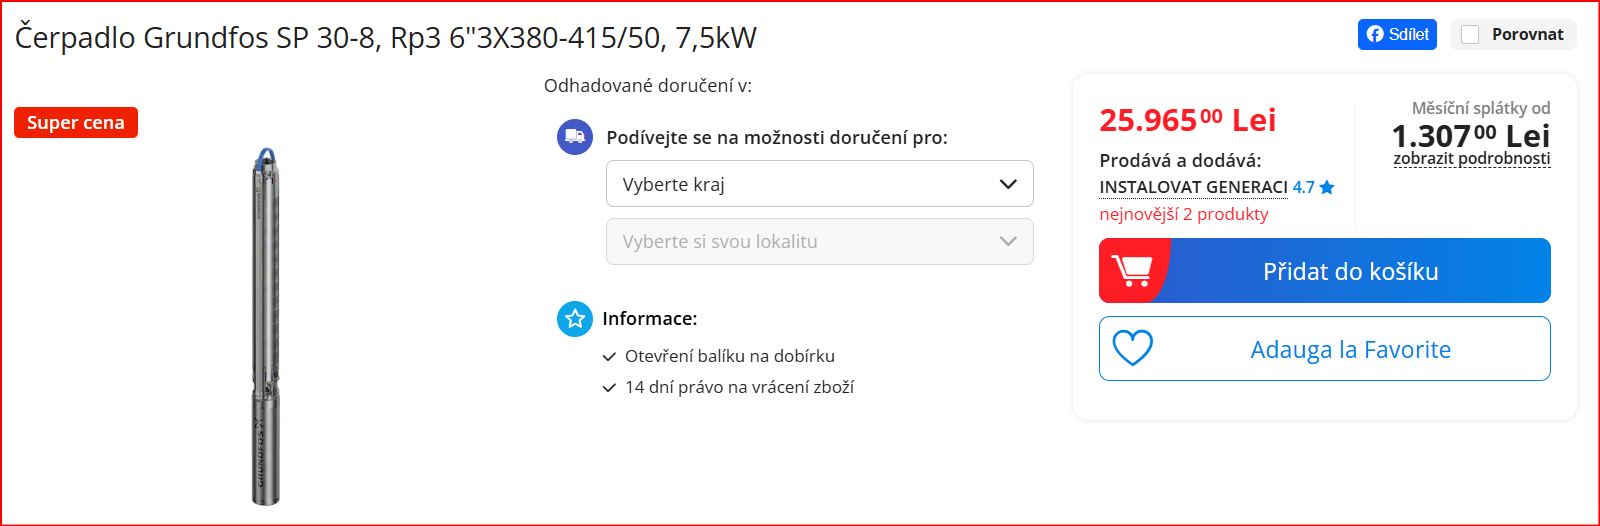 Čerpadlo Grundfos SP 30-8, Rp3 6"3X380-415/50, 7,5kW
Sdílet
Porovnat
Super cena
GRUNDFOS
Odhadované doručení v:
Podívejte se na možnosti doručení pro:
Vyberte kraj
Vyberte si svou lokalitu
Informace:
Otevření balíku na dobírku
14 dní právo na vrácení zboží
25.965⁰⁰ Lei
Prodává a dodává:
INSTALOVAT GENERACI 4.7
nejnovější 2 produkty
Měsíční splátky od
1.307⁰⁰ Lei
zobrazit podrobnosti
Přidat do košíku
Adauga la Favorite